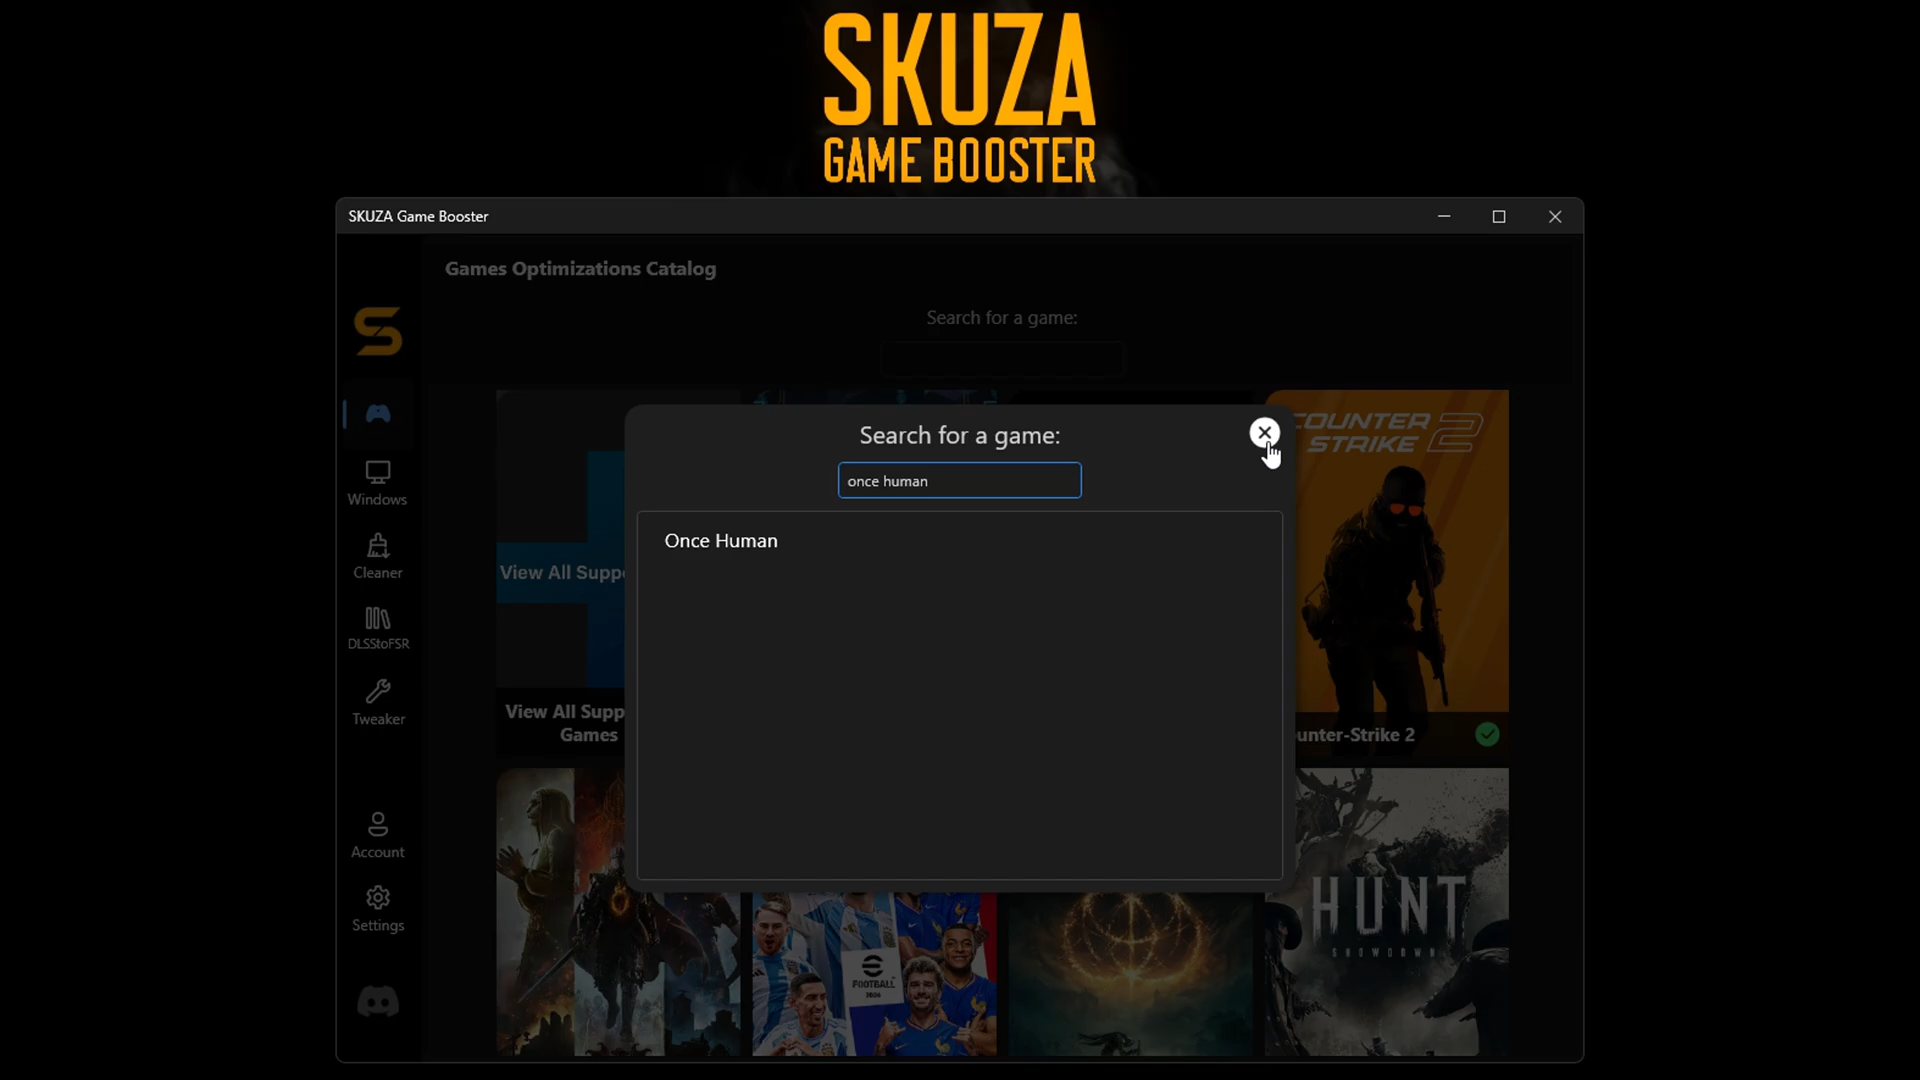 SKUZA
GAME BOOSTER
SKUZA Game Booster
Games Optimizations Catalog
Search for a game:
Search for a game:
once human
Once Human
Windows
Cleaner
DLSStoFSR
Tweaker
Account
Settings
View All Supp
View All Supp
Games
COUNTER
STRIKE 2
unter-Strike 2
FOOTBALL
HUNT
SHOWDOWN